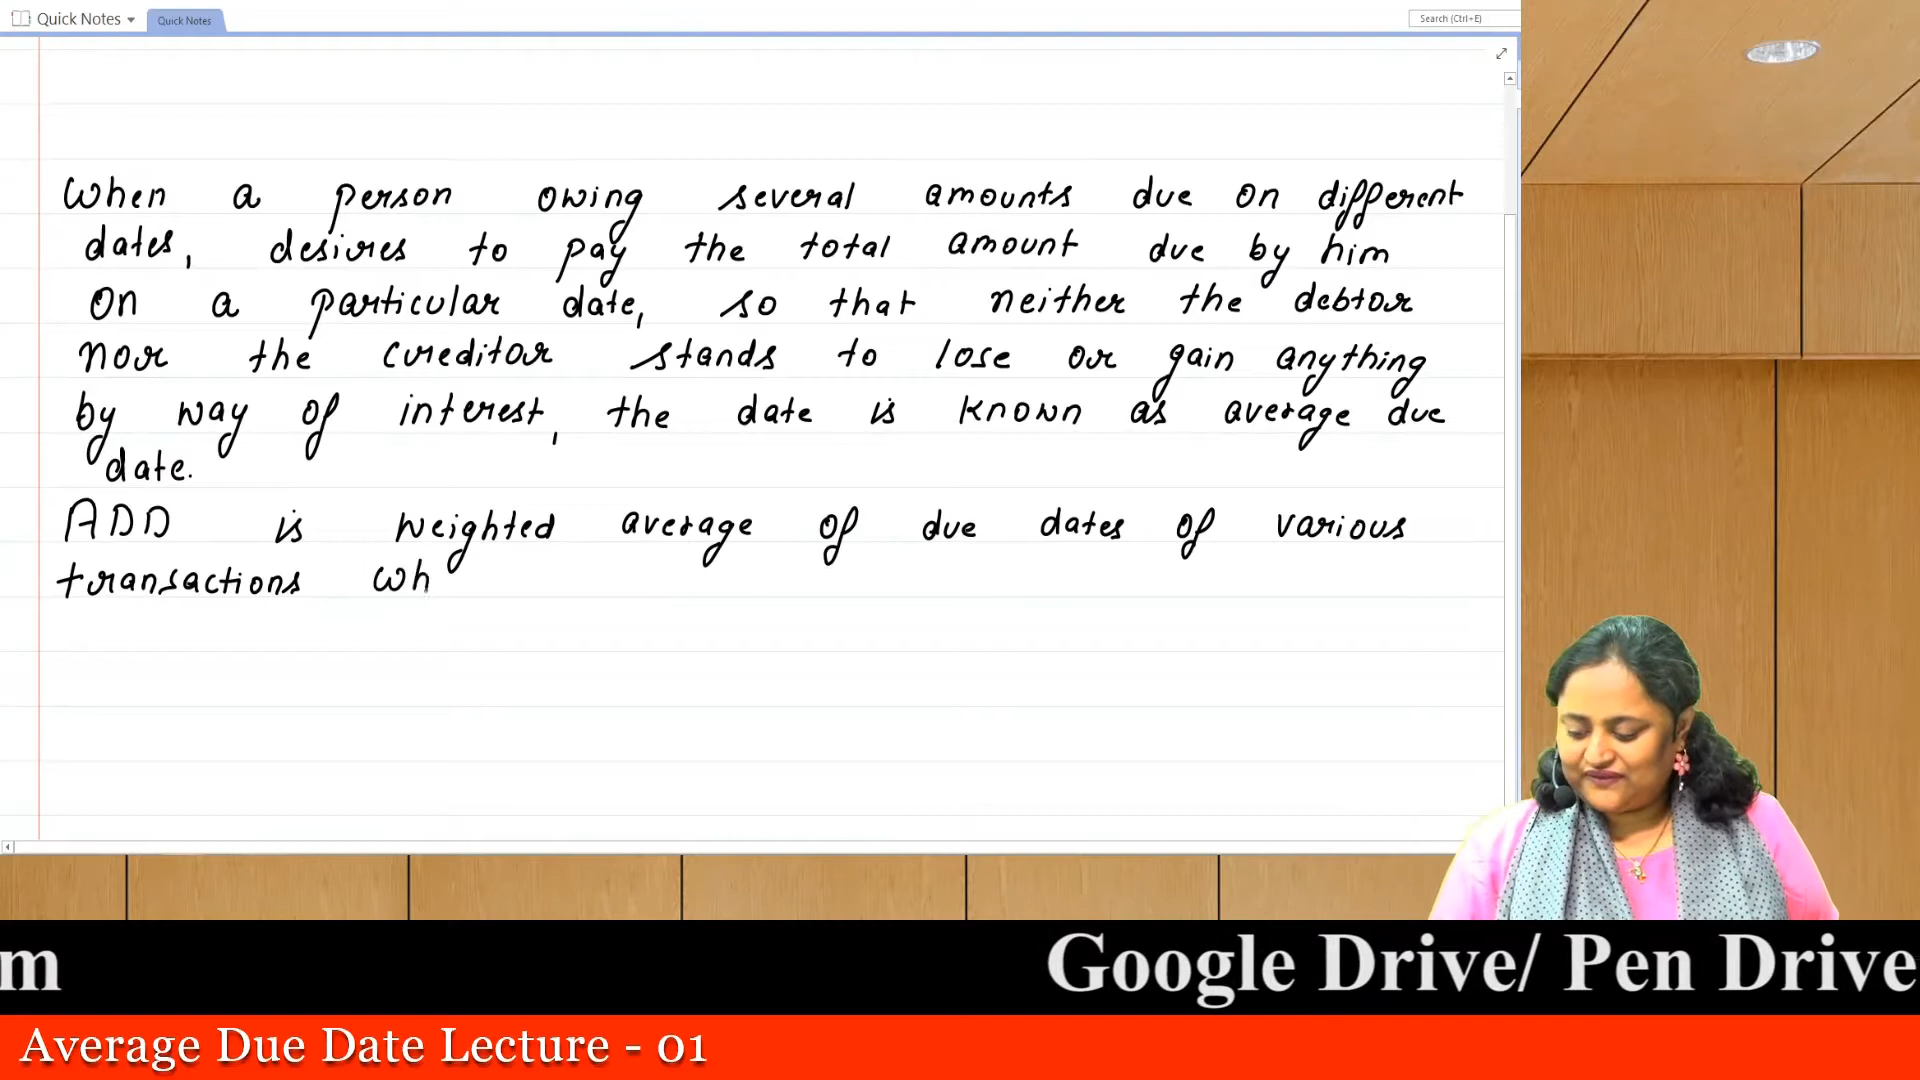 Quick Notes
Quick Notes
Search (Ctrl+E)
When a person owing several amounts due on different
dates, desires to pay the total amount due by him
on a particular date, so that neither the debtor
nor the creditor stands to lose or gain anything
by way of interest, the date is known as average due
date.
ADD is weighted average of due dates of various
transactions wh
m
Google Drive/ Pen Drive
Average Due Date Lecture - 01